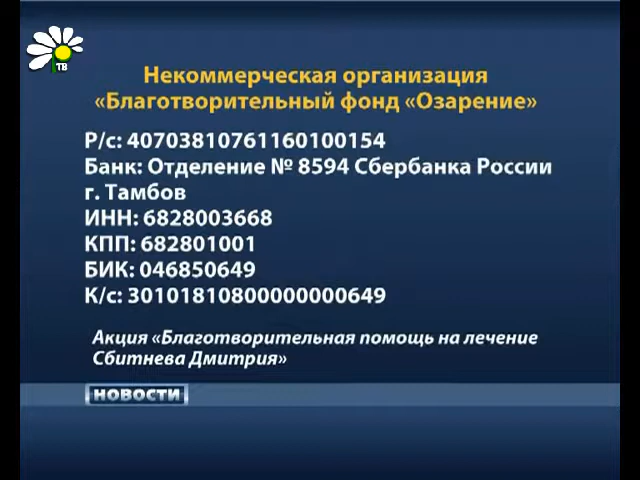 ТВ
Некоммерческая организация
«Благотворительный фонд «Озарение»
Р/с: 40703810761160100154
Банк: Отделение № 8594 Сбербанка России
г. Тамбов
ИНН: 6828003668
КПП: 682801001
БИК: 046850649
К/с: 30101810800000000649
Акция «Благотворительная помощь на лечение
Сбитнева Дмитрия»
НОВОСТИ